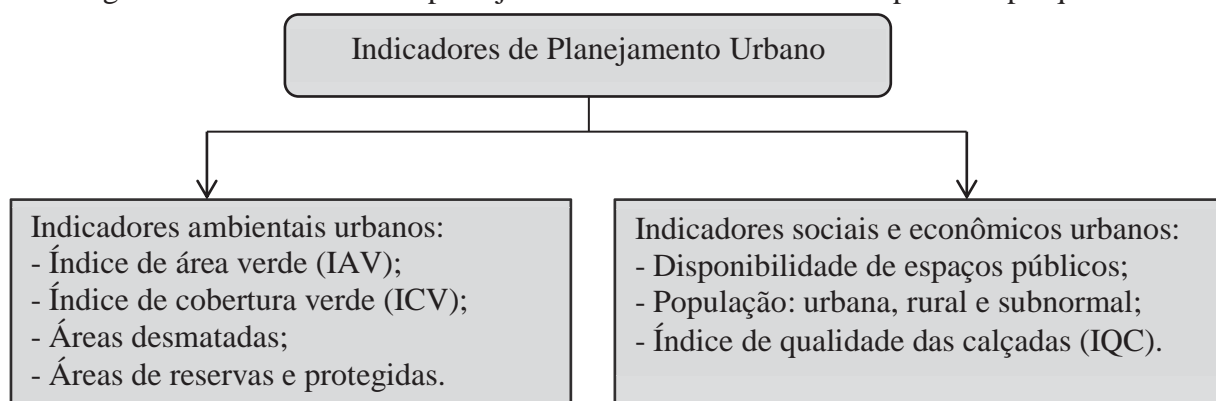 Indicadores de Planejamento Urbano
Indicadores ambientais urbanos:
- Índice de área verde (IAV);
- Índice de cobertura verde (ICV);
- Áreas desmatadas;
- Áreas de reservas e protegidas.
Indicadores sociais e econômicos urbanos:
- Disponibilidade de espaços públicos;
- População: urbana, rural e subnormal;
- Índice de qualidade das calçadas (IQC).